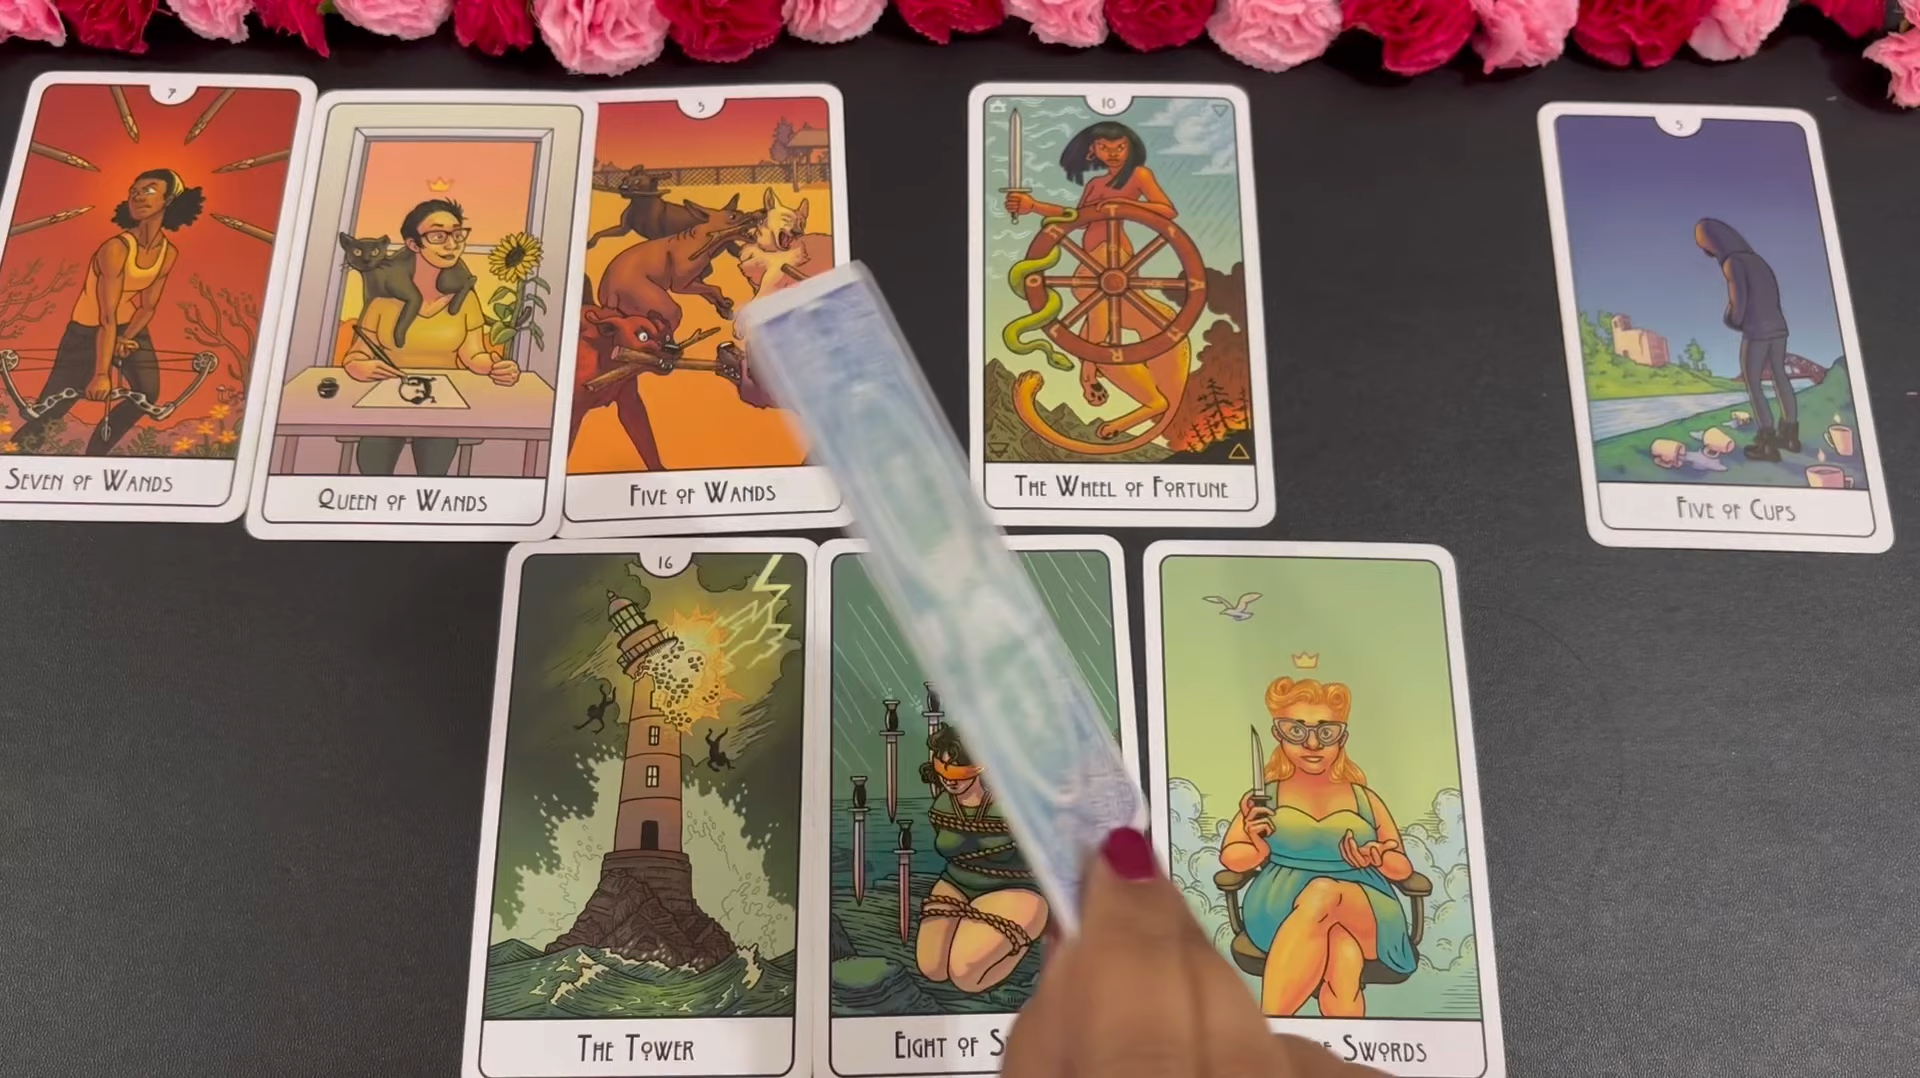 7
SEVEN OF WANDS
QUEEN OF WANDS
5
FIVE OF WANDS
10
THE WHEEL OF FORTUNE
5
FIVE OF CUPS
16
THE TOWER
EIGHT OF S
OF SWORDS